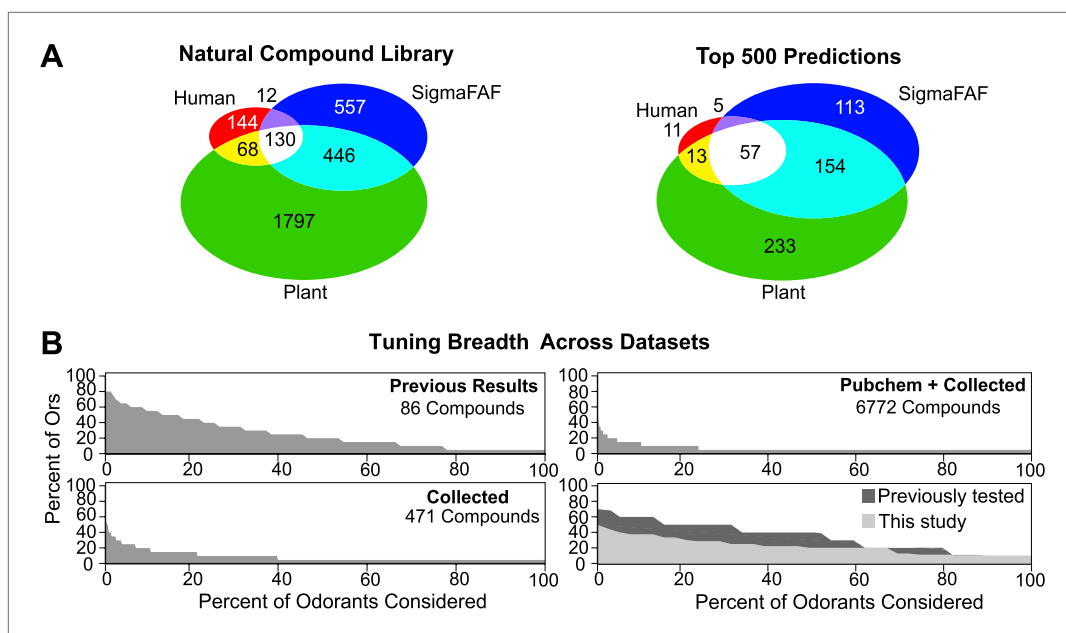 A
Natural Compound Library
Top 500 Predictions
Human
12
SigmaFAF
557
144
130
68
446
1797
Plant
Human
5
SigmaFAF
113
11
13
57
154
233
Plant
B
Tuning Breadth Across Datasets
Percent of Ors
100
80
60
40
20
0
Previous Results
86 Compounds
0 20 40 60 80 100
100
80
60
40
20
0
Pubchem + Collected
6772 Compounds
0 20 40 60 80 100
100
80
60
40
20
0
Collected
471 Compounds
0 20 40 60 80 100
Percent of Odorants Considered
100
80
60
40
20
0
Previously tested
This study
0 20 40 60 80 100
Percent of Odorants Considered